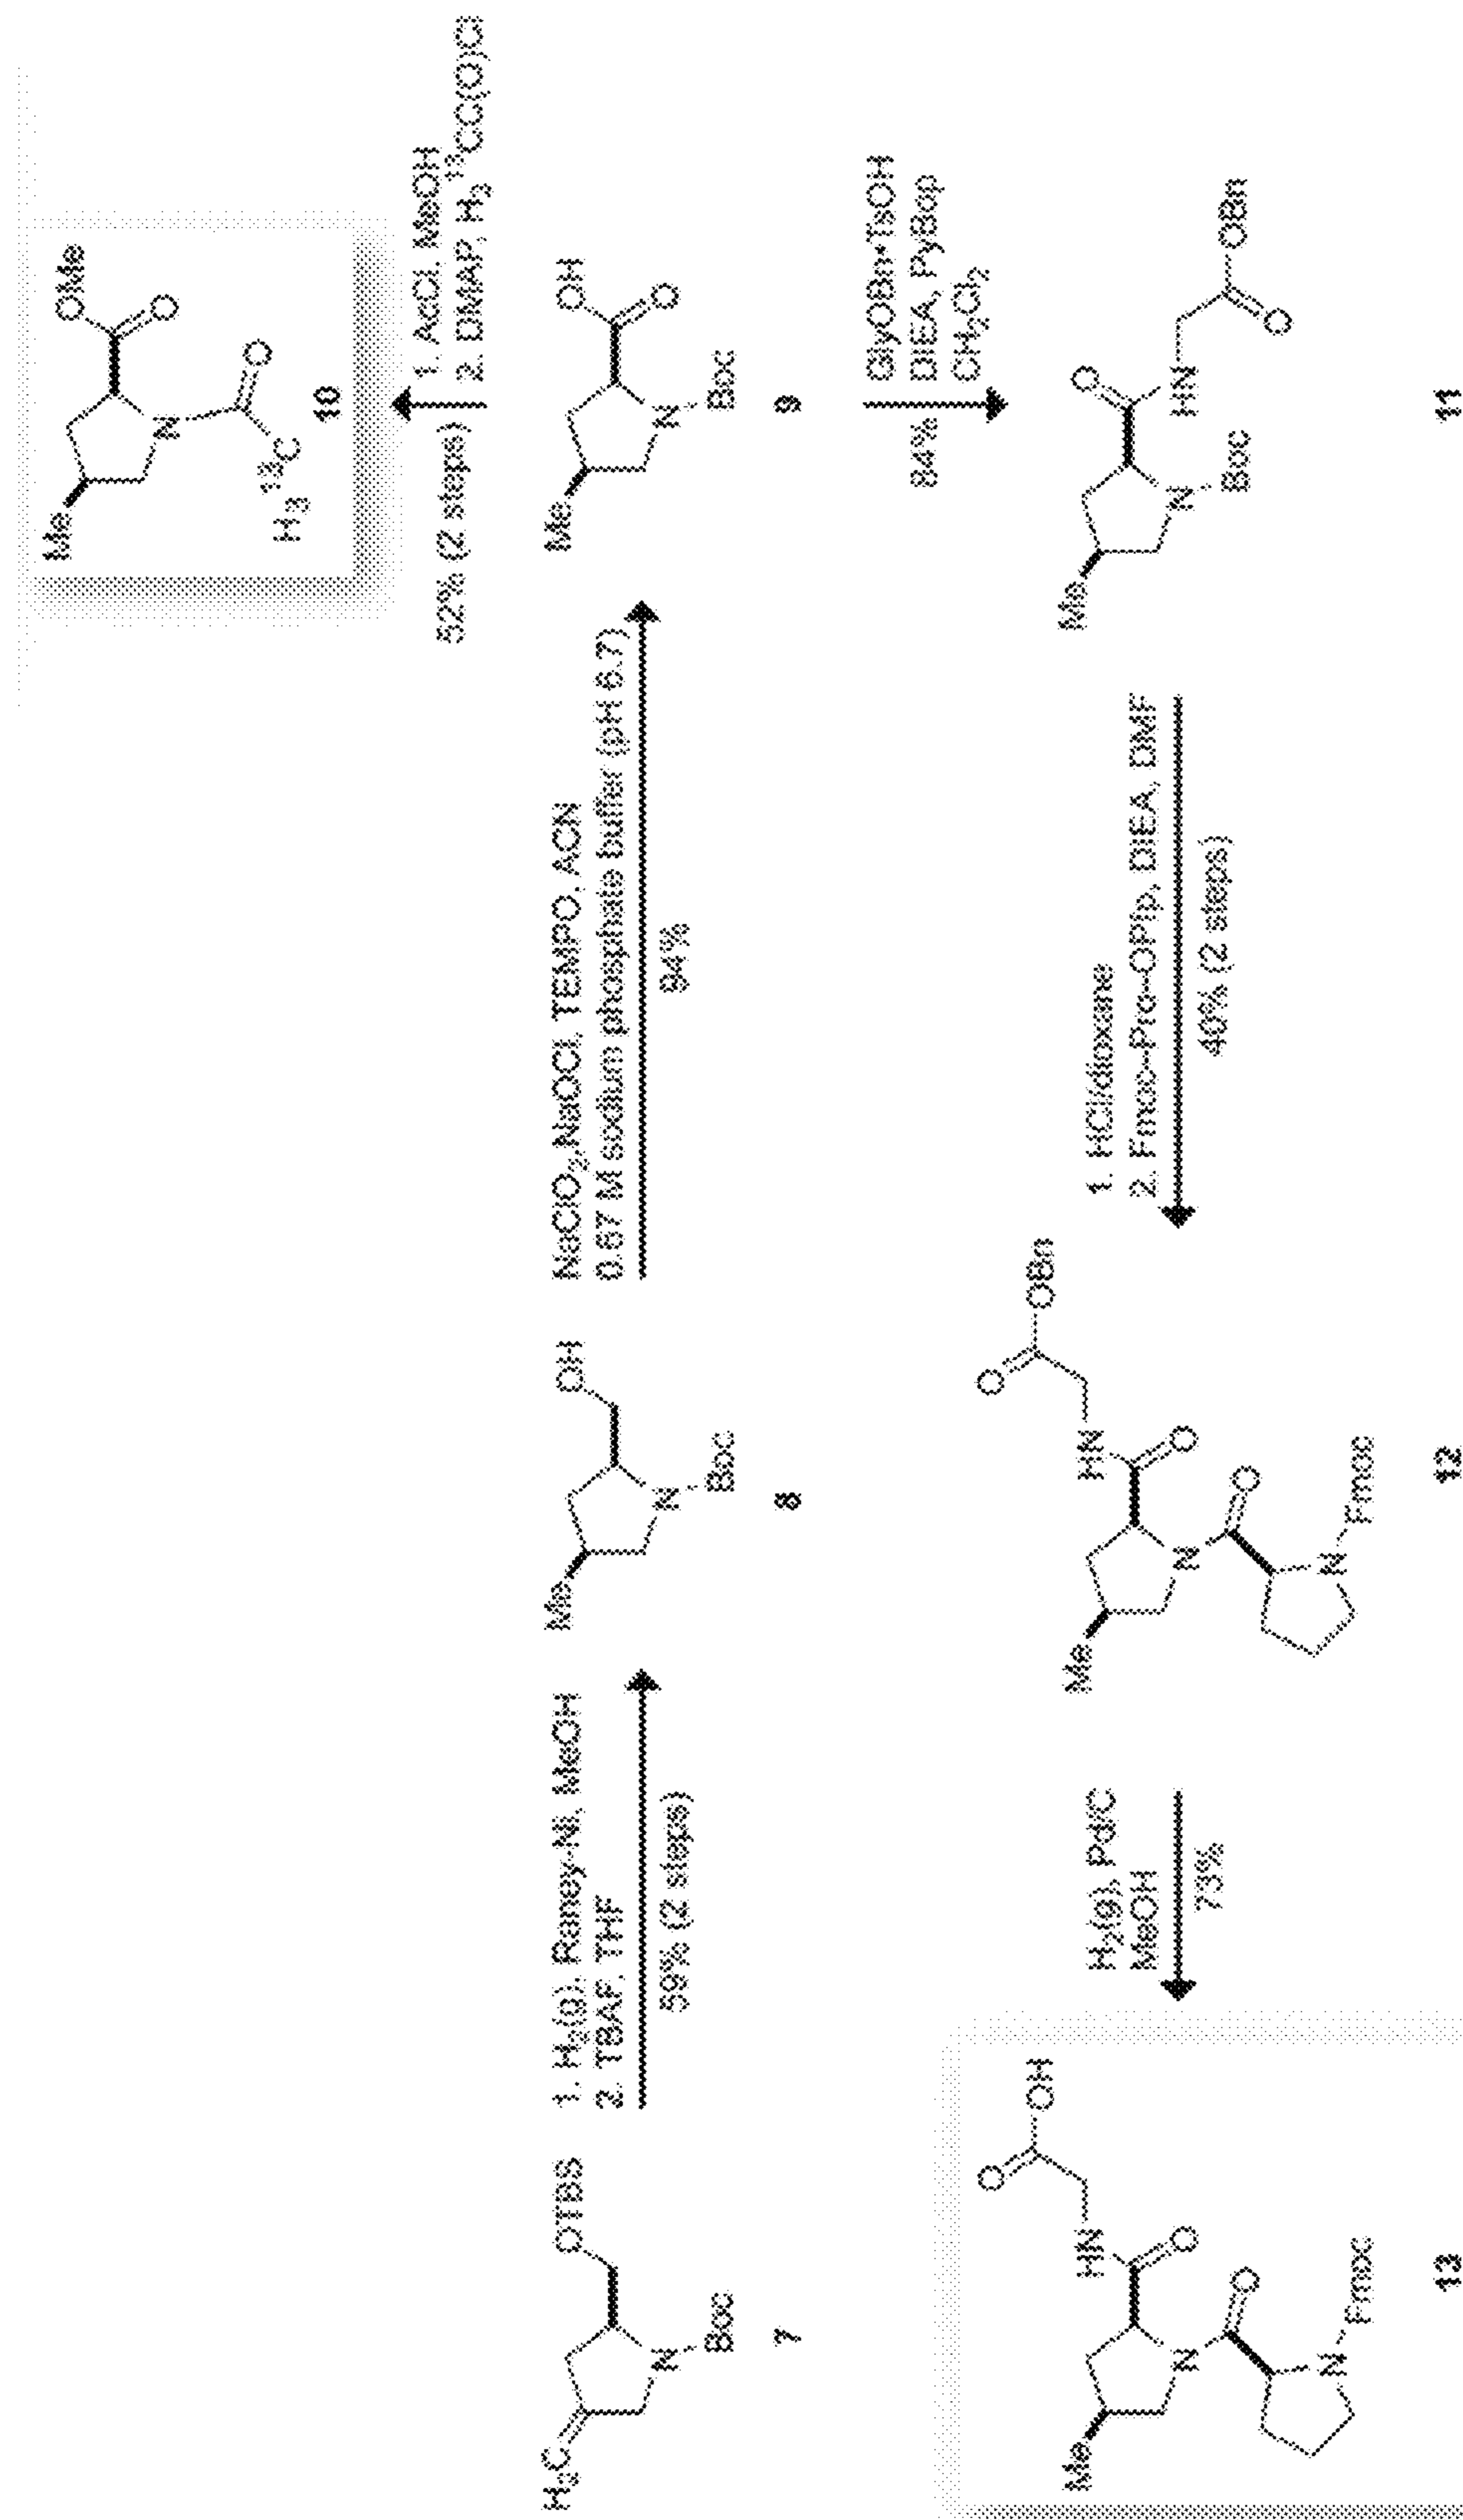 Me
OMe
O
N
O
H₃¹³C
10
52% (2 steps)
1. AcCl, MeOH
2. DMAP, H₃¹³CC(O)Cl
H₂C
OTBS
N
Boc
7
1. H₂(g), Raney-Ni, MeOH
2. TBAF, THF
59% (2 steps)
Me
OH
N
Boc
8
NaClO₂,NaOCl, TEMPO, ACN
0.67 M sodium phosphate buffer (pH 6.7)
94%
Me
OH
O
N
Boc
9
84%
GlyOBn•TsOH
DIEA, PyBop
CH₂Cl₂
Me
O
HN
OBn
O
N
Boc
11
1. HCl/dioxane
2. Fmoc–Pro–OPfp, DIEA, DMF
40% (2 steps)
O
OBn
HN
Me
O
N
O
N
Fmoc
12
H₂(g), Pd/C
MeOH
73%
O
OH
HN
Me
O
N
O
N
Fmoc
13